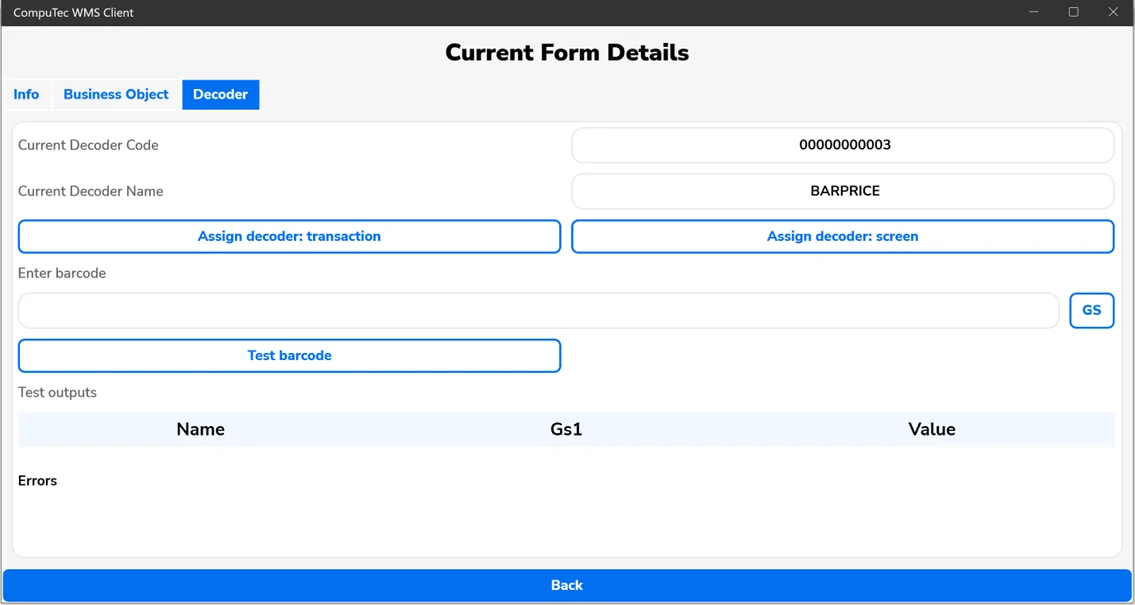 CompuTec WMS Client
Current Form Details
Info Business Object Decoder
Current Decoder Code 00000000003
Current Decoder Name BARPRICE
Assign decoder: transaction Assign decoder: screen
Enter barcode
GS
Test barcode
Test outputs
Name Gs1 Value
Errors
Back